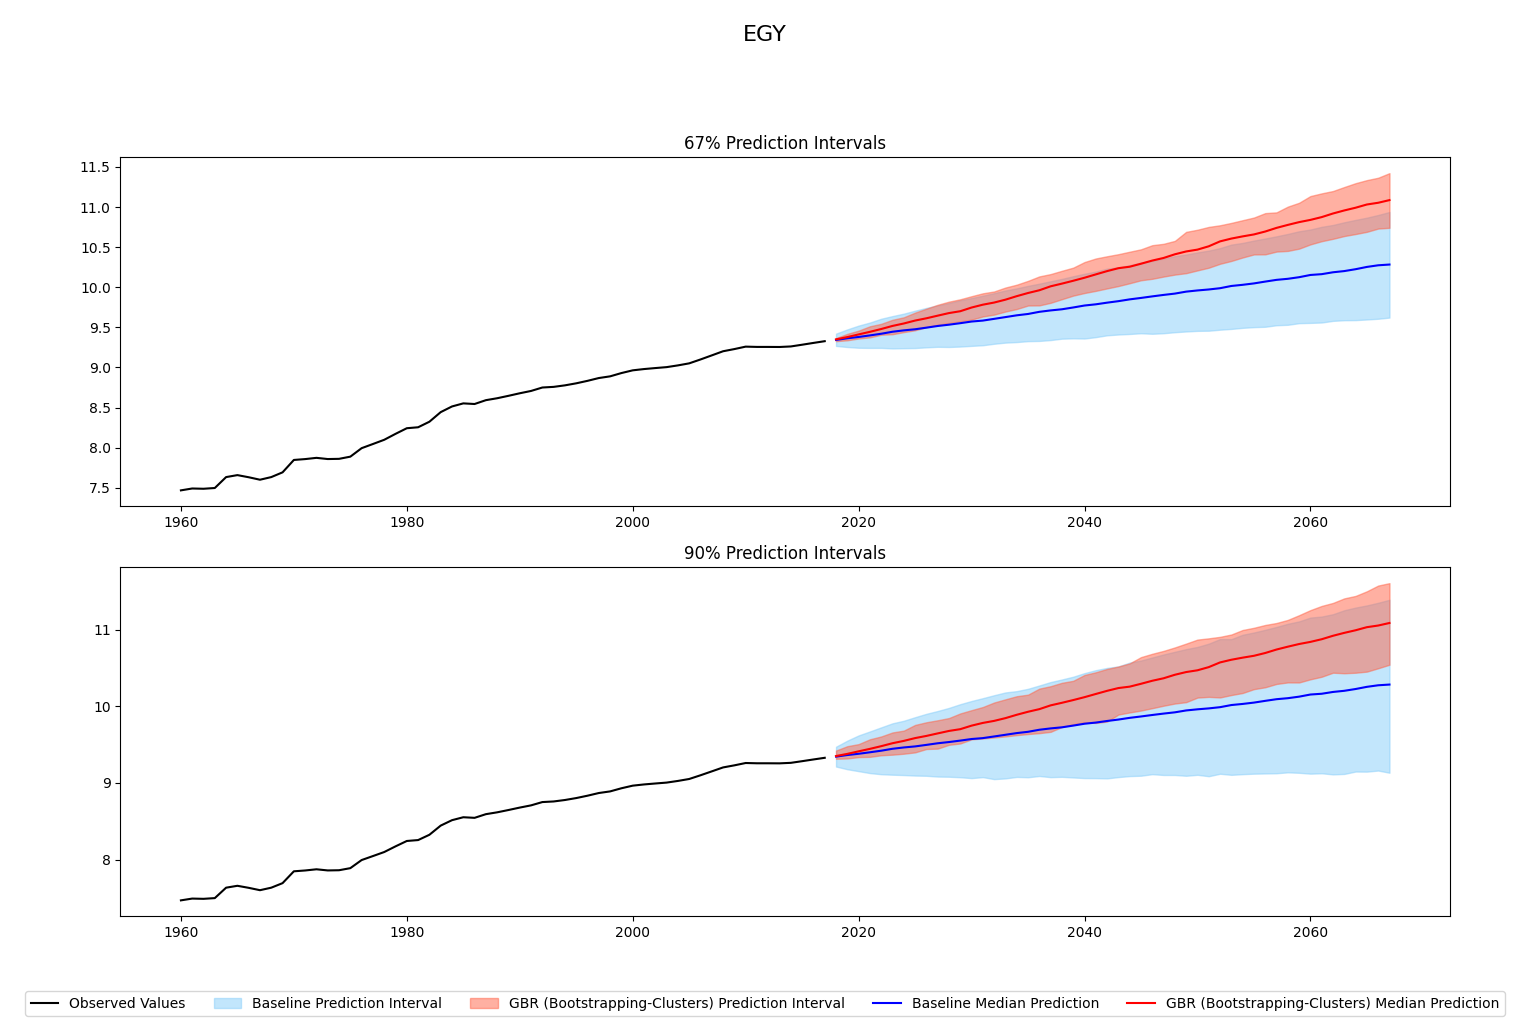 EGY
67% Prediction Intervals
11.5
11.0
10.5
10.0
9.5
9.0
8.5
8.0
7.5
1960 1980 2000 2020 2040 2060
90% Prediction Intervals
11
10
9
8
1960 1980 2000 2020 2040 2060
Observed Values Baseline Prediction Interval GBR (Bootstrapping-Clusters) Prediction Interval Baseline Median Prediction GBR (Bootstrapping-Clusters) Median Prediction